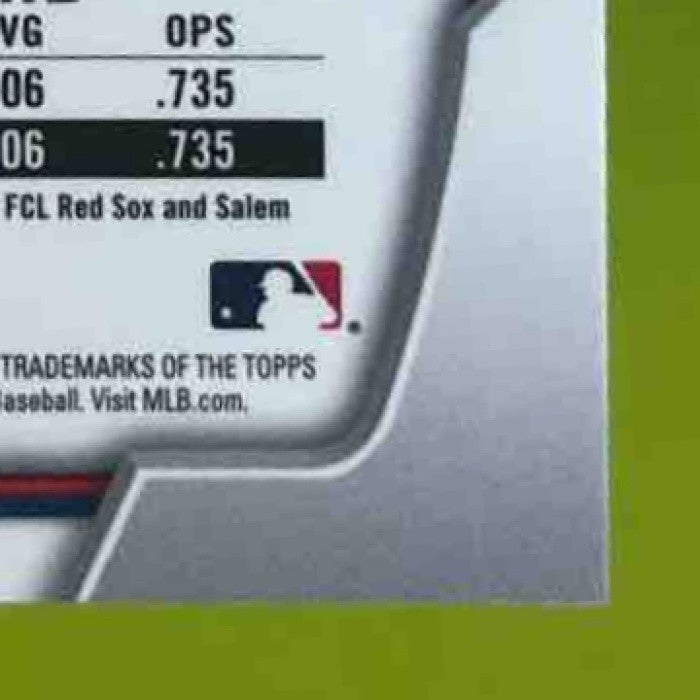 VG OPS
06 .735
06 .735
FCL Red Sox and Salem
TRADEMARKS OF THE TOPPS
Baseball. Visit MLB.com.